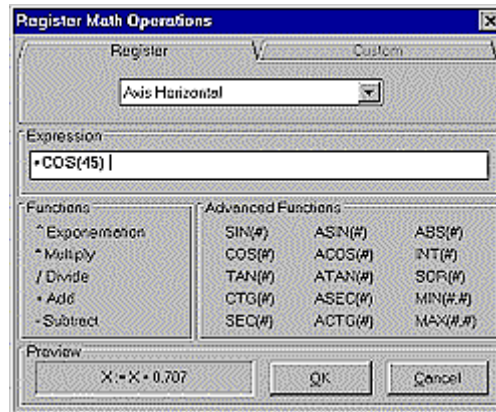 Register Math Operations
Register
Custom
Axis Horizontal
Expression
COS(45)
Functions
^ Exponention
* Multiply
/ Divide
+ Add
- Subtract
Advanced Functions
SIN(#) ASIN(#) ABS(#)
COS(#) ACOS(#) INT(#)
TAN(#) ATAN(#) SQR(#)
CTG(#) ASEC(#) MIN(#,#)
SEC(#) ACTG(#) MAX(#,#)
Preview
0.707
OK
Cancel